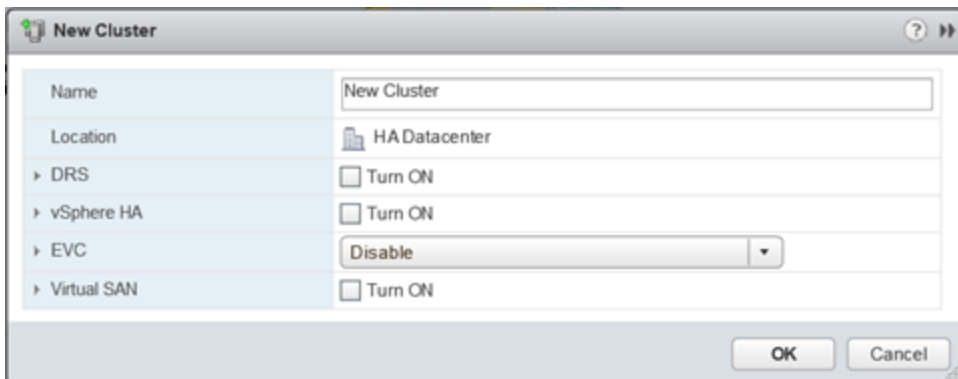 New Cluster ?
Name New Cluster
Location HA Datacenter
DRS Turn ON
vSphere HA Turn ON
EVC Disable
Virtual SAN Turn ON
OK Cancel